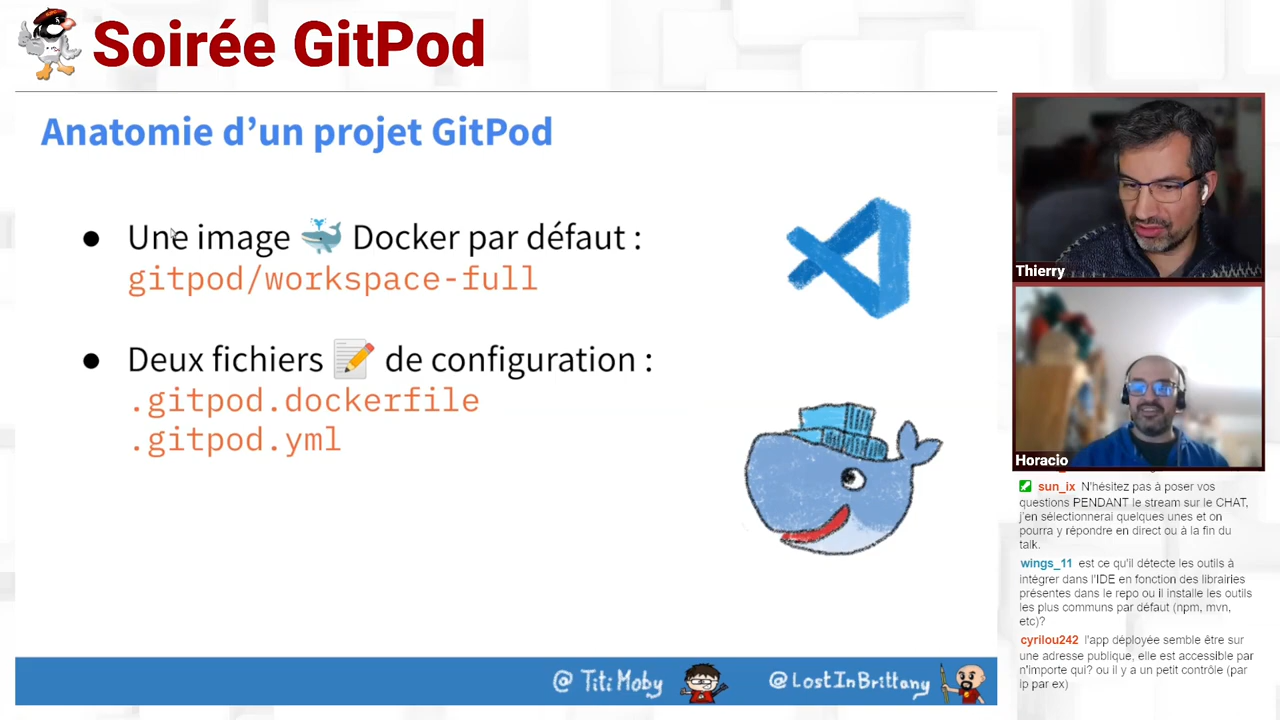 Soirée GitPod
Anatomie d'un projet GitPod
● Une image 🐳 Docker par défaut :
gitpod/workspace-full
● Deux fichiers 📝 de configuration :
.gitpod.dockerfile
.gitpod.yml
@TitiMoby
@LostInBrittany
Thierry
Horacio
sun_ix N'hésitez pas à poser vos
questions PENDANT le stream sur le CHAT,
j'en sélectionnerai quelques unes et on
pourra y répondre en direct ou à la fin du
talk.
wings_11 est ce qu'il détecte les outils à
intégrer dans l'IDE en fonction des librairies
présentes dans le repo ou il installe les outils
les plus communs par défaut (npm, mvn,
etc)?
cyrilou242 l'app déployée semble être sur
une adresse publique, elle est accessible par
n'importe qui? ou il y a un petit contrôle (par
ip par ex)